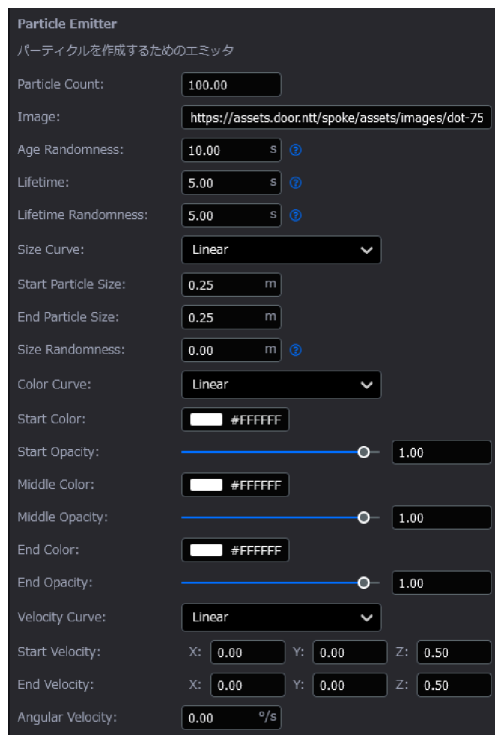 Particle Emitter
パーティクルを作成するためのエミッタ
Particle Count: 100.00
Image: https://assets.door.ntt/spoke/assets/images/dot-75
Age Randomness: 10.00 s ?
Lifetime: 5.00 s ?
Lifetime Randomness: 5.00 s ?
Size Curve: Linear
Start Particle Size: 0.25 m
End Particle Size: 0.25 m
Size Randomness: 0.00 m ?
Color Curve: Linear
Start Color: #FFFFFF
Start Opacity: 1.00
Middle Color: #FFFFFF
Middle Opacity: 1.00
End Color: #FFFFFF
End Opacity: 1.00
Velocity Curve: Linear
Start Velocity: X: 0.00 Y: 0.00 Z: 0.50
End Velocity: X: 0.00 Y: 0.00 Z: 0.50
Angular Velocity: 0.00 °/s